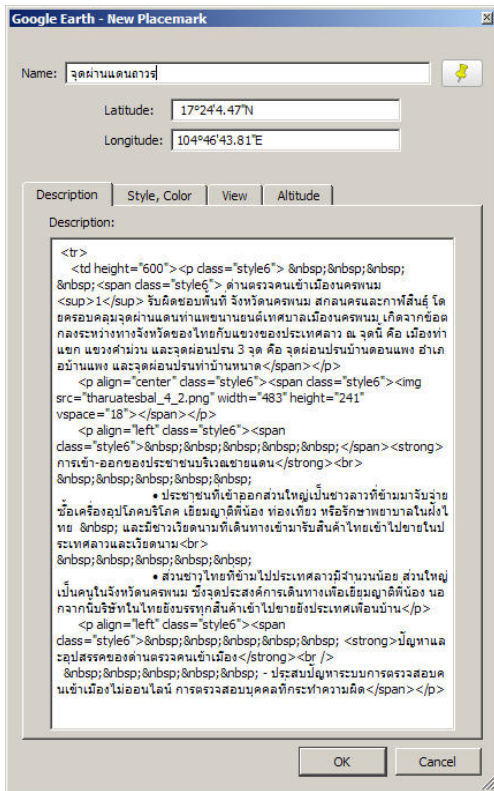 Google Earth - New Placemark
Name: จุดผ่านแดนถาวร
Latitude: 17°24'4.47"N
Longitude: 104°46'43.81"E
Description Style, Color View Altitude
Description:
<tr>
<td height="600"><p class="style6"> &nbsp;&nbsp;&nbsp;
&nbsp;<span class="style6"> ด่านตรวจคนเข้าเมืองนครพนม
<sup>1</sup> รับผิดชอบพื้นที่ จังหวัดนครพนม สกลนครและกาฬสินธุ์ โด
ยครอบคลุมจุดผ่านแดนท่าแพขนานยนต์เทศบาลเมืองนครพนม เกิดจากข้อต
กลงระหว่างทางจังหวัดของไทยกับแขวงของประเทศลาว ณ จุดนี้ คือ เมืองท่า
แขก แขวงคำม่วน และจุดผ่อนปรน 3 จุด คือ จุดผ่อนปรนบ้านดอนแพง อำเภ
อบ้านแพง และจุดผ่อนปรนท่าบ้านหนาด</span></p>
<p align="center" class="style6"><span class="style6"><img
src="tharuatesbal_4_2.png" width="483" height="241"
vspace="18"></span></p>
<p align="left" class="style6"><span
class="style6">&nbsp;&nbsp;&nbsp;&nbsp;&nbsp;</span><strong>
การเข้า-ออกของประชาชนบริเวณชายแดน</strong><br>
&nbsp;&nbsp;&nbsp;&nbsp;&nbsp;
• ประชาชนที่เข้าออกส่วนใหญ่เป็นชาวลาวที่ข้ามมาจับจ่าย
ซื้อเครื่องอุปโภคบริโภค เยี่ยมญาติพี่น้อง ท่องเที่ยว หรือรักษาพยาบาลในฝั่งไ
ทย &nbsp; และมีชาวเวียดนามที่เดินทางเข้ามารับสินค้าไทยเข้าไปขายในป
ระเทศลาวและเวียดนาม<br>
&nbsp;&nbsp;&nbsp;&nbsp;&nbsp;
• ส่วนชาวไทยที่ข้ามไปประเทศลาวมีจำนวนน้อย ส่วนใหญ่
เป็นคนในจังหวัดนครพนม ซึ่งจุดประสงค์การเดินทางเพื่อเยี่ยมญาติพี่น้อง นอ
กจากนี้บริษัทในไทยยังบรรทุกสินค้าเข้าไปขายยังประเทศเพื่อนบ้าน</p>
<p align="left" class="style6"><span
class="style6">&nbsp;&nbsp;&nbsp;&nbsp;&nbsp; <strong>ปัญหาแล
ะอุปสรรคของด่านตรวจคนเข้าเมือง</strong><br />
&nbsp;&nbsp;&nbsp;&nbsp;&nbsp; - ประสบปัญหาระบบการตรวจสอบค
นเข้าเมืองไม่ออนไลน์ การตรวจสอบบุคคลที่กระทำความผิด</span></p>
OK Cancel